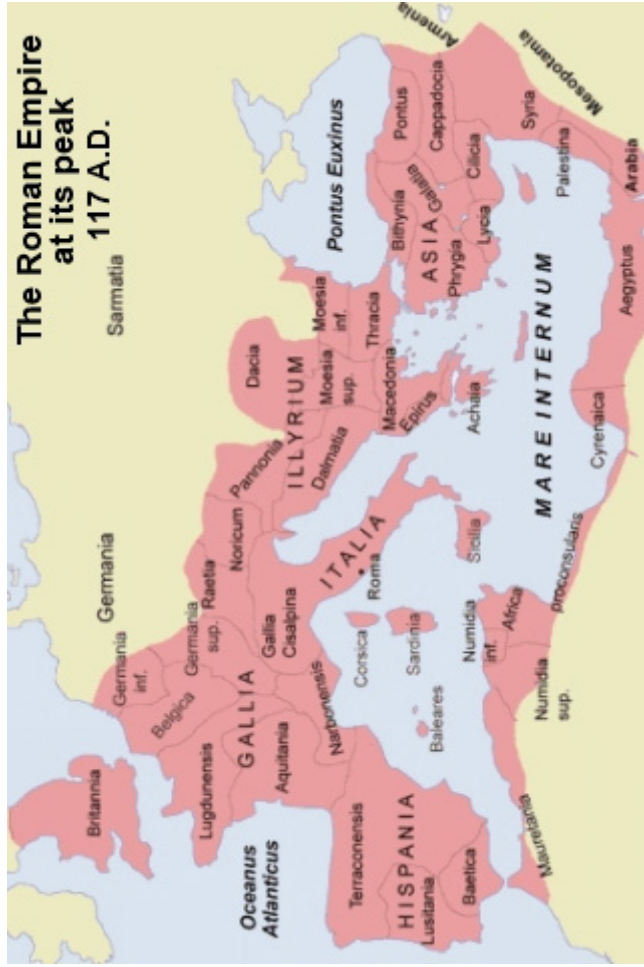 The Roman Empire
at its peak
117 A.D.
Sarmatia
Germania
Britannia
Germania
inf.
Belgica
Germania
sup.
Lugdunensis
GALLIA
Aquitania
Narbonensis
Raetia
Noricum
Pannonia
Gallia
Cisalpina
ITALIA
Roma
ILLYRIUM
Dalmatia
Dacia
Moesia
sup.
Moesia
inf.
Thracia
Macedonia
Epirus
Achaia
Pontus Euxinus
Armenia
Mesopotamia
Pontus
Cappadocia
Bithynia
Galatia
ASIA
Phrygia
Lycia
Cilicia
Syria
Palestina
Arabia
Aegyptus
Cyrenaica
MARE INTERNUM
Oceanus
Atlanticus
Terraconensis
HISPANIA
Lusitania
Baetica
Baleares
Corsica
Sardinia
Sicilia
Mauretania
Numidia
sup.
Numidia
inf.
Africa
proconsularis